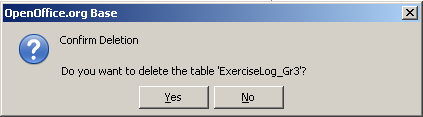 OpenOffice.org Base
Confirm Deletion
Do you want to delete the table 'ExerciseLog_Gr3'?
Yes
No